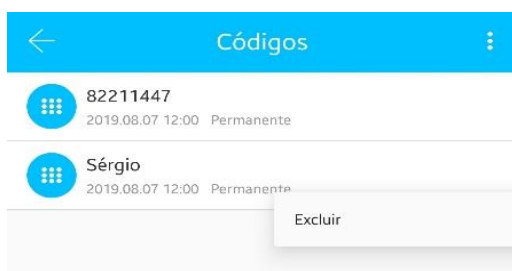 Códigos
82211447
2019.08.07 12:00 Permanente
Sérgio
2019.08.07 12:00 Permanente
Excluir